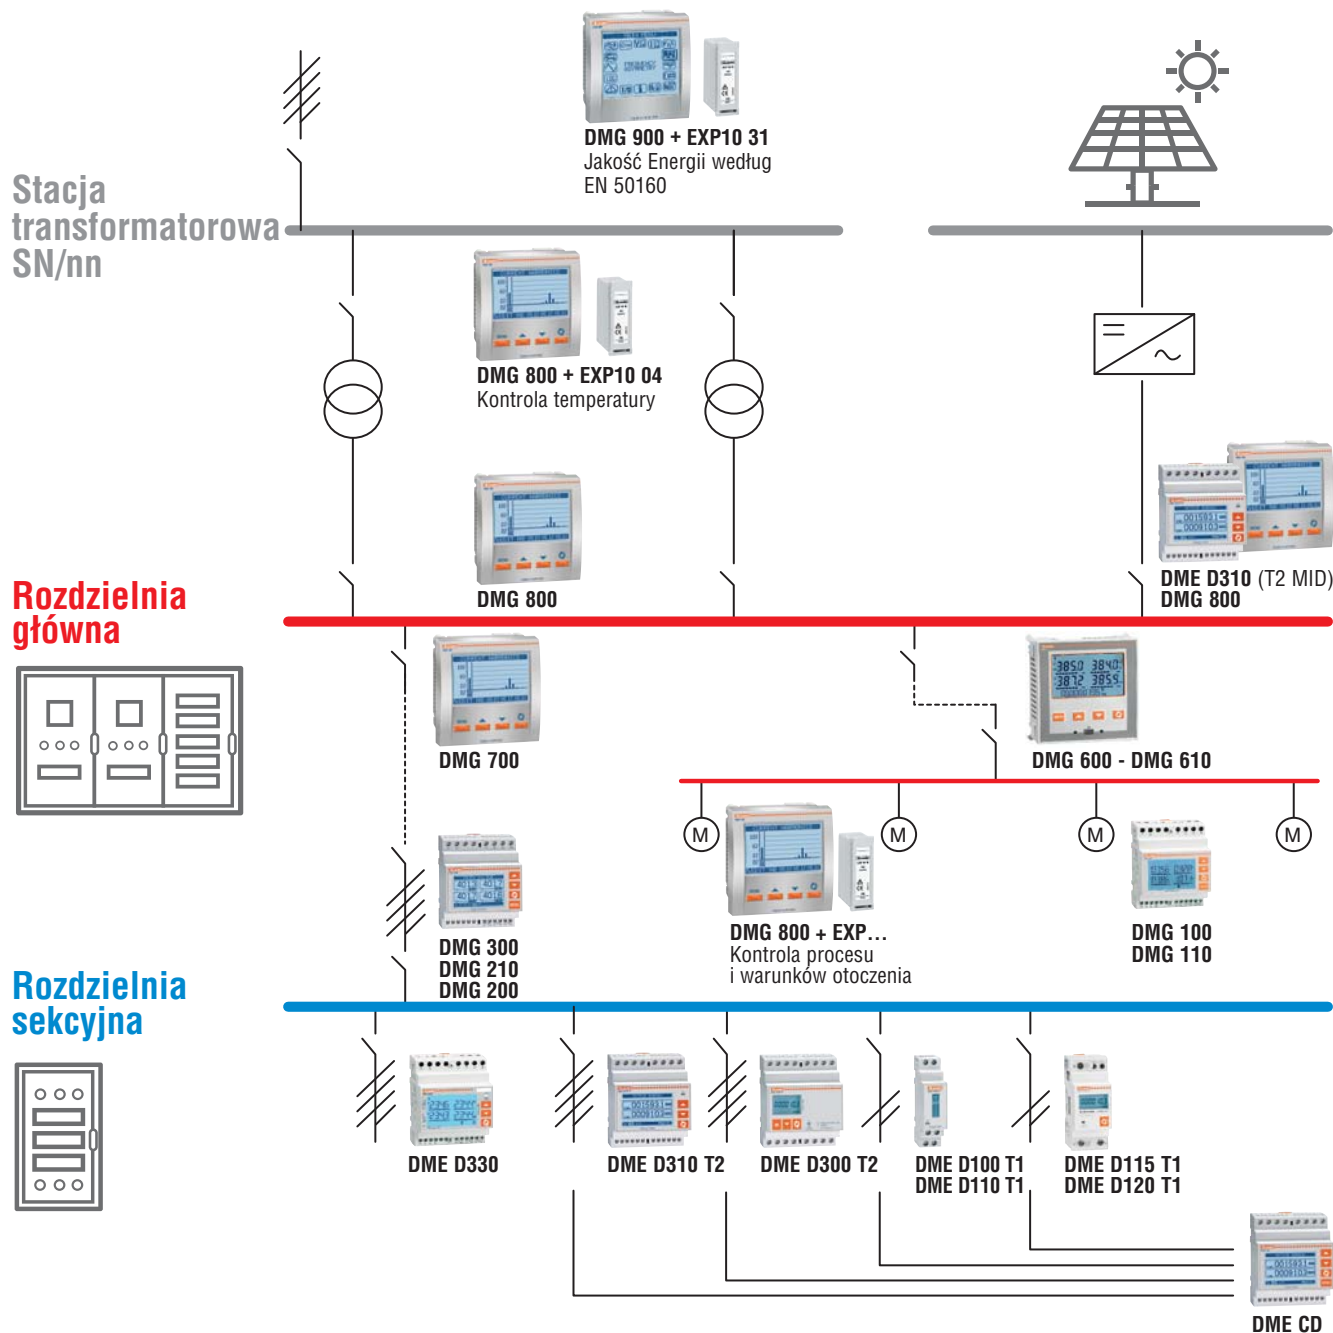 DMG 900 + EXP10 31
Jakość Energii według
EN 50160
Stacja
transformatorowa
SN/nn
DMG 800 + EXP10 04
Kontrola temperatury
DMG 800
DME D310 (T2 MID)
DMG 800
Rozdzielnia
główna
DMG 700
DMG 600 - DMG 610
M
M
M
M
DMG 300
DMG 210
DMG 200
DMG 800 + EXP...
Kontrola procesu
i warunków otoczenia
DMG 100
DMG 110
Rozdzielnia
sekcyjna
DME D330
DME D310 T2
DME D300 T2
DME D100 T1
DME D110 T1
DME D115 T1
DME D120 T1
DME CD